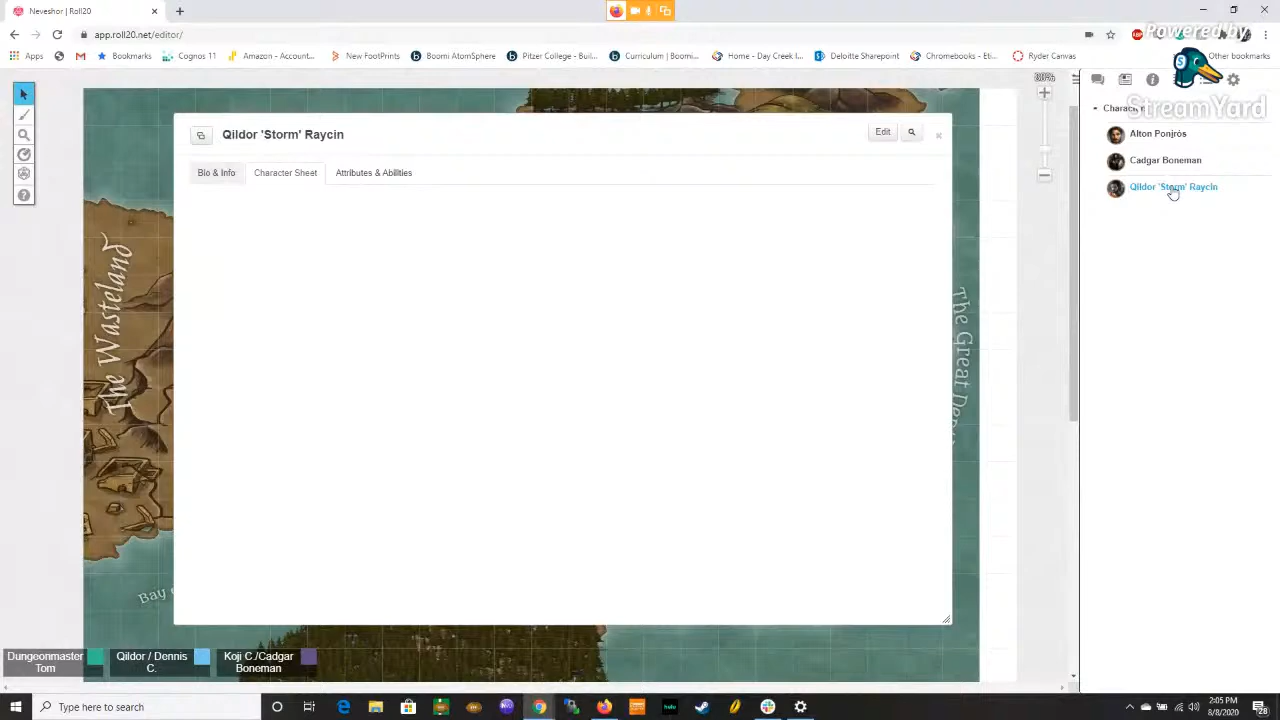 Neveshor | Roll20
app.roll20.net/editor/
Apps
Bookmarks
Cognos 11
Amazon - Account...
New FootPrints
Boomi AtomSphere
Pitzer College - Buil...
Curriculum | Boomi...
Home - Day Creek I...
Deloitte Sharepoint
Chromebooks - Eti...
Ryder Canvas
Other bookmarks
Powered by
StreamYard
Qildor 'Storm' Raycin
Edit
Bio & Info
Character Sheet
Attributes & Abilities
Alton Ponjrós
Cadgar Boneman
Qildor 'Storm' Raycin
The Wasteland
The Great
Bay
Dungeonmaster
Tom
Qildor / Dennis
C.
Koji C./Cadgar
Boneman
Type here to search
hulu
2:05 PM
8/8/2020